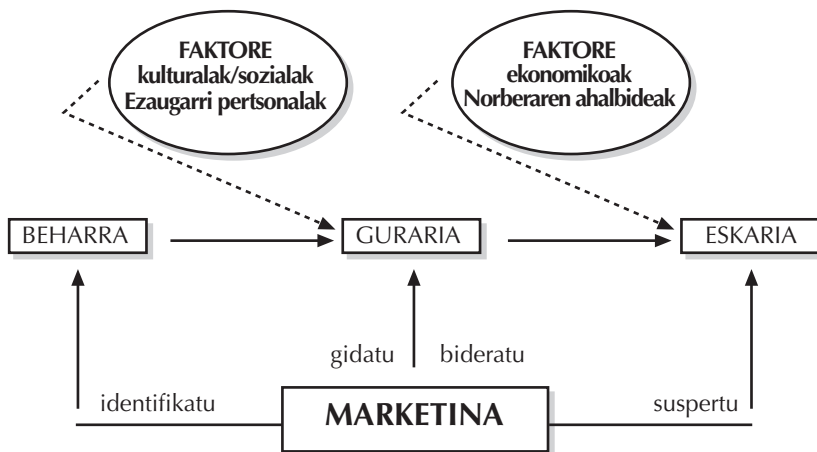 FAKTORE
kulturalak/sozialak
Ezaugarri pertsonalak
FAKTORE
ekonomikoak
Norberaren ahalbideak
BEHARRA
GURARIA
ESKARIA
gidatu
bideratu
identifikatu
MARKETINA
suspertu